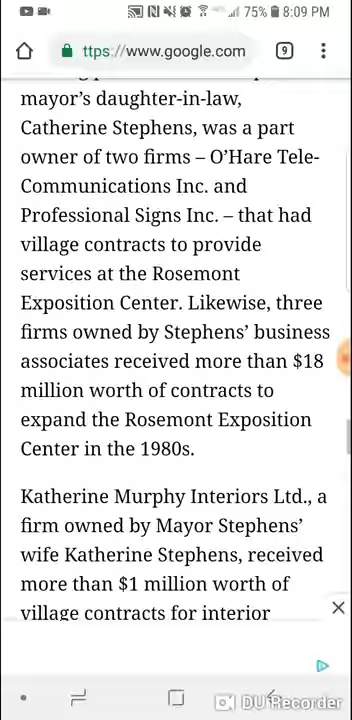 75% 8:09 PM
ttps://www.google.com 9
mayor's daughter-in-law,
Catherine Stephens, was a part
owner of two firms – O'Hare Tele-
Communications Inc. and
Professional Signs Inc. – that had
village contracts to provide
services at the Rosemont
Exposition Center. Likewise, three
firms owned by Stephens' business
associates received more than $18
million worth of contracts to
expand the Rosemont Exposition
Center in the 1980s.
Katherine Murphy Interiors Ltd., a
firm owned by Mayor Stephens'
wife Katherine Stephens, received
more than $1 million worth of
village contracts for interior
DU Recorder